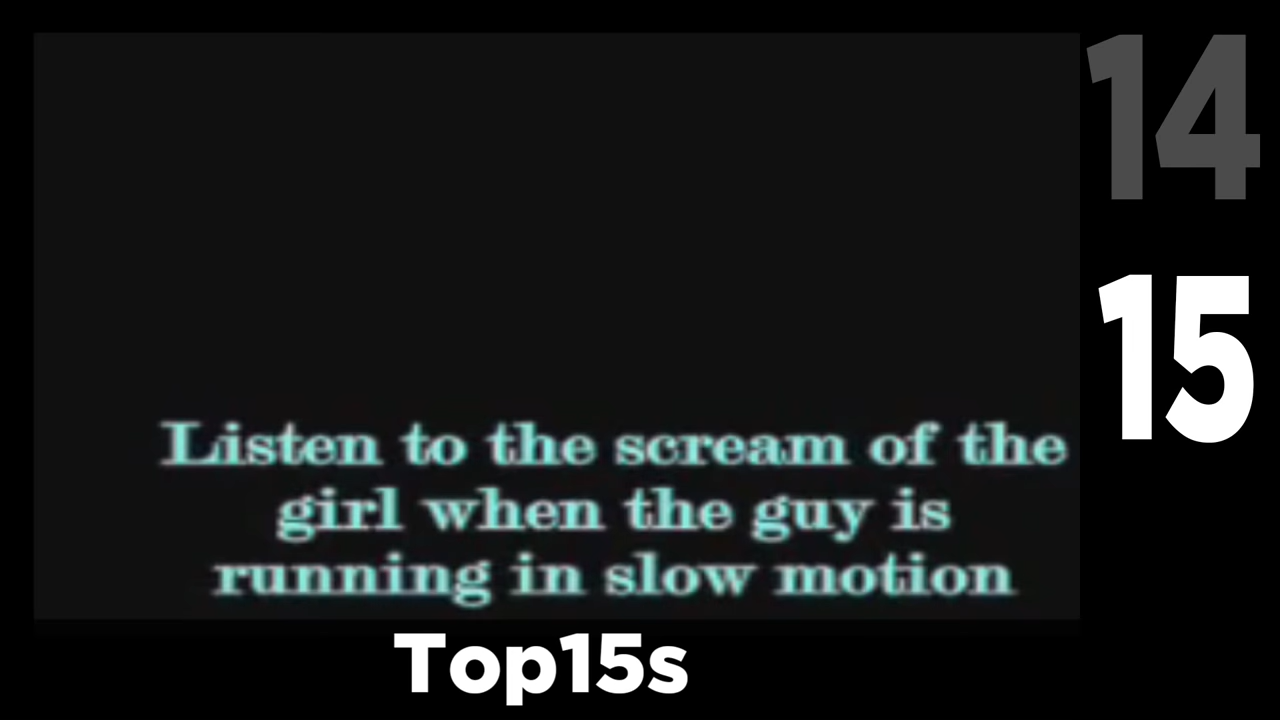 14
15
Listen to the scream of the
girl when the guy is
running in slow motion
Top15s